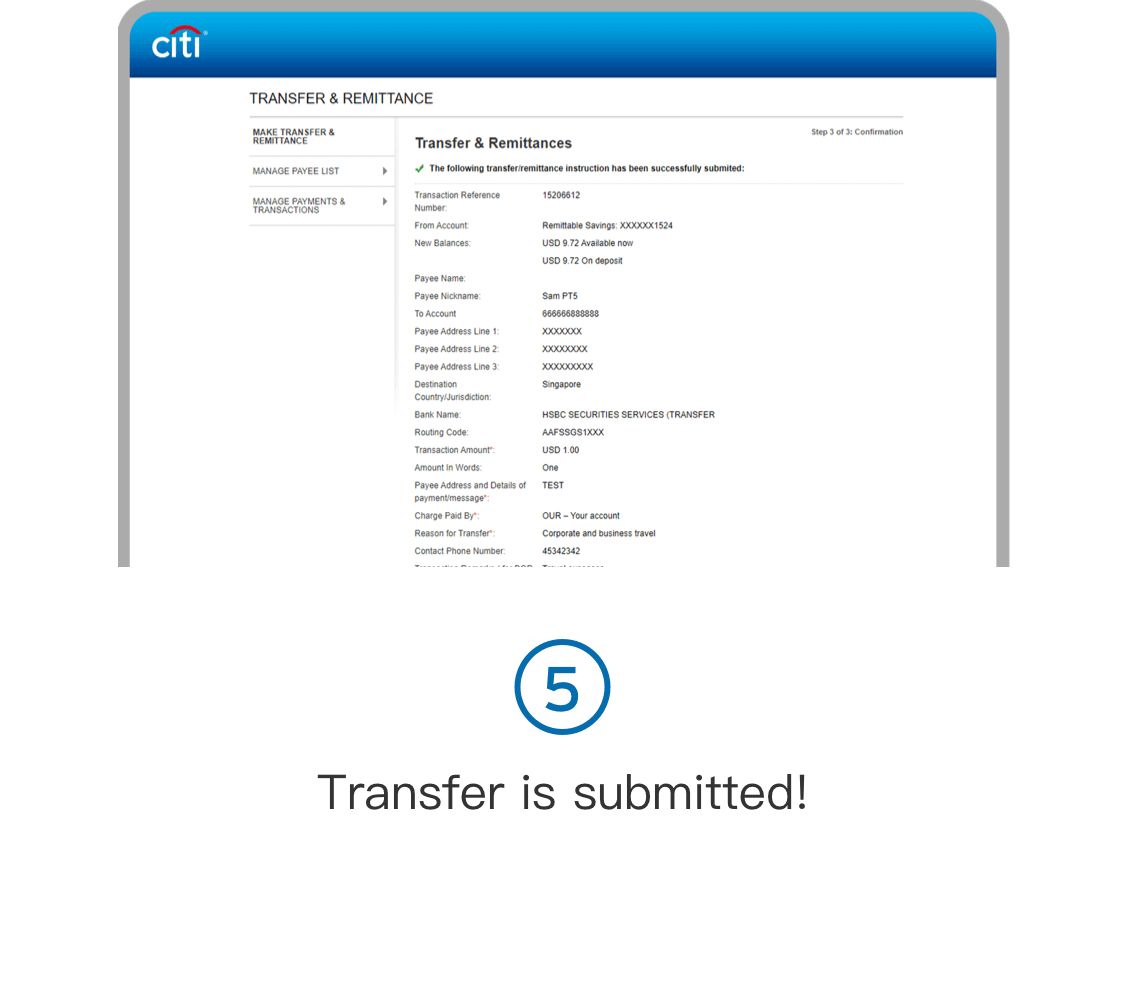 citi
TRANSFER & REMITTANCE
MAKE TRANSFER &
REMITTANCE
MANAGE PAYEE LIST
MANAGE PAYMENTS &
TRANSACTIONS
Step 3 of 3: Confirmation
Transfer & Remittances
The following transfer/remittance instruction has been successfully submited:
Transaction Reference 15206612
Number:
From Account: Remittable Savings: XXXXXX1524
New Balances: USD 9.72 Available now
USD 9.72 On deposit
Payee Name:
Payee Nickname: Sam PT5
To Account 666666888888
Payee Address Line 1: XXXXXXX
Payee Address Line 2: XXXXXXXX
Payee Address Line 3: XXXXXXXXX
Destination Singapore
Country/Jurisdiction:
Bank Name: HSBC SECURITIES SERVICES (TRANSFER
Routing Code: AAFSSGS1XXX
Transaction Amount*: USD 1.00
Amount In Words: One
Payee Address and Details of TEST
payment/message*:
Charge Paid By*: OUR – Your account
Reason for Transfer*: Corporate and business travel
Contact Phone Number: 45342342
5
Transfer is submitted!